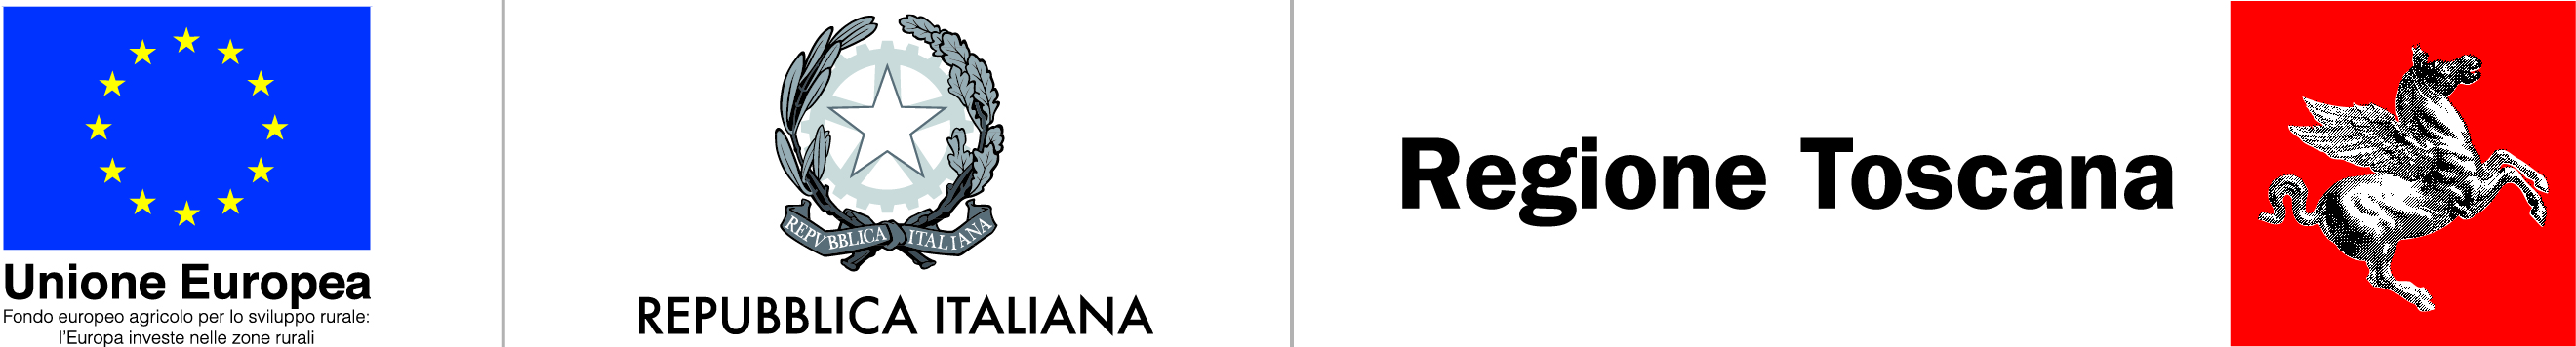 Unione Europea
Fondo europeo agricolo per lo sviluppo rurale:
l'Europa investe nelle zone rurali
REPVBBLICA ITALIANA
REPUBBLICA ITALIANA
Regione Toscana